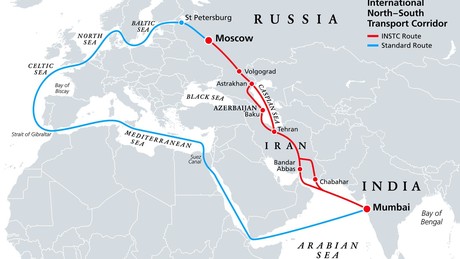 International
North–South
Transport Corridor
INSTC Route
Standard Route
RUSSIA
St Petersburg
BALTIC
SEA
NORTH
SEA
Moscow
CELTIC
SEA
Volgograd
Bay of
Biscay
Astrakhan
CASPIAN SEA
BLACK SEA
AZERBAIJAN
Baku
Strait of Gibraltar
MEDITERRANEAN
SEA
Tehran
IRAN
Suez
Canal
Bandar
Abbas
Chabahar
INDIA
Mumbai
Bay of
Bengal
ARABIAN
SEA